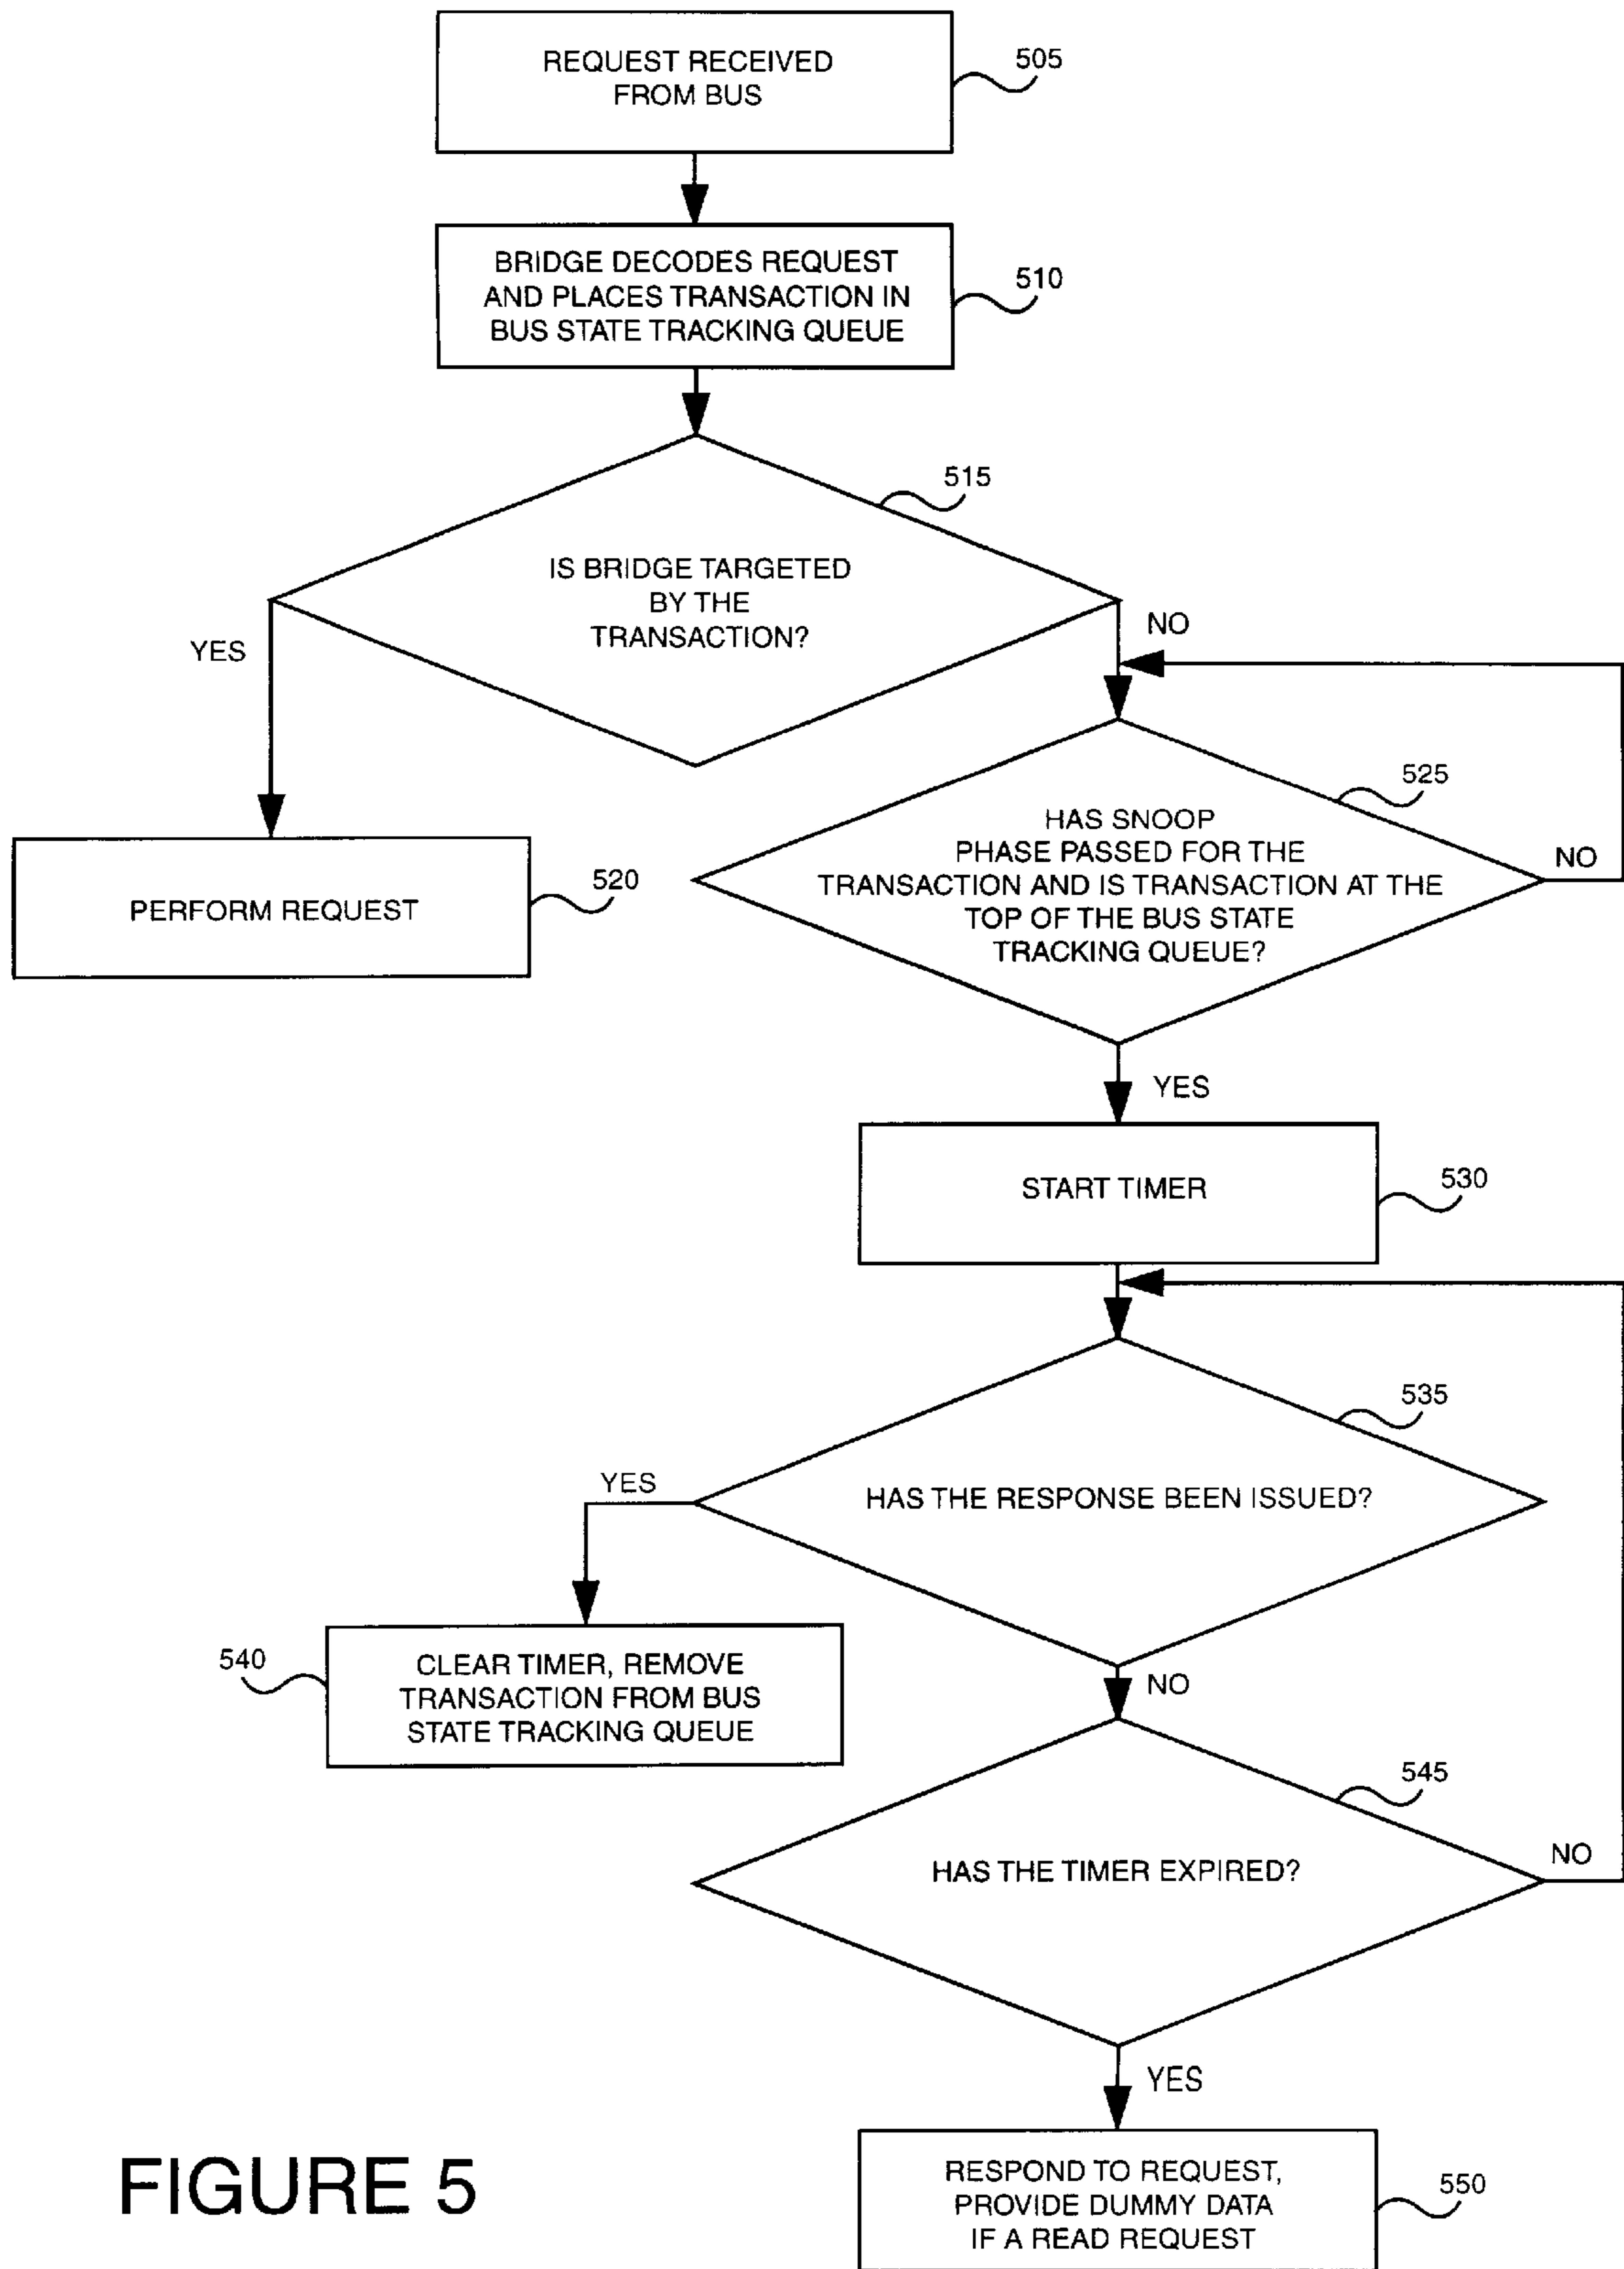 REQUEST RECEIVED
FROM BUS
505
BRIDGE DECODES REQUEST
AND PLACES TRANSACTION IN
BUS STATE TRACKING QUEUE
510
515
IS BRIDGE TARGETED
BY THE
TRANSACTION?
YES
NO
PERFORM REQUEST
520
525
HAS SNOOP
PHASE PASSED FOR THE
TRANSACTION AND IS TRANSACTION AT THE
TOP OF THE BUS STATE
TRACKING QUEUE?
NO
YES
START TIMER
530
535
HAS THE RESPONSE BEEN ISSUED?
YES
NO
540
CLEAR TIMER, REMOVE
TRANSACTION FROM BUS
STATE TRACKING QUEUE
545
HAS THE TIMER EXPIRED?
NO
YES
RESPOND TO REQUEST,
PROVIDE DUMMY DATA
IF A READ REQUEST
550
FIGURE 5